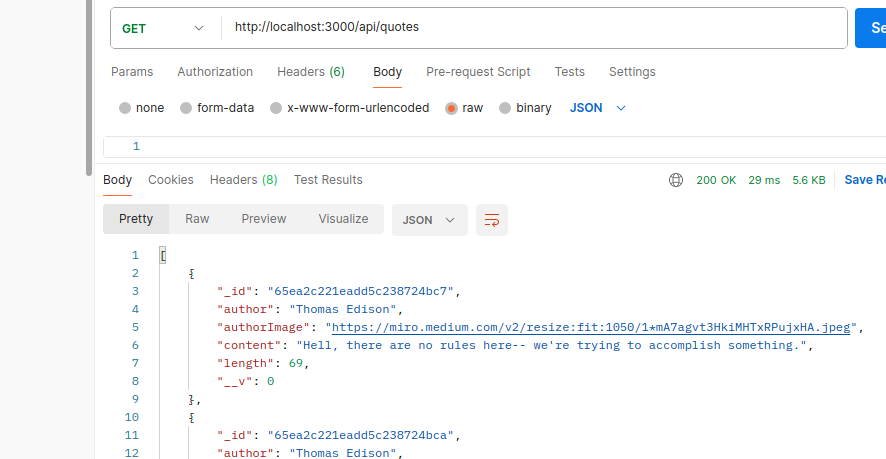 GET http://localhost:3000/api/quotes Se
Params Authorization Headers (6) Body Pre-request Script Tests Settings
none form-data x-www-form-urlencoded raw binary JSON
1
Body Cookies Headers (8) Test Results 200 OK 29 ms 5.6 KB Save Re
Pretty Raw Preview Visualize JSON
1 [
2 {
3 "_id": "65ea2c221eadd5c238724bc7",
4 "author": "Thomas Edison",
5 "authorImage": "https://miro.medium.com/v2/resize:fit:1050/1*mA7agvt3HkiMHTxRPujxHA.jpeg",
6 "content": "Hell, there are no rules here-- we're trying to accomplish something.",
7 "length": 69,
8 "__v": 0
9 },
10 {
11 "_id": "65ea2c221eadd5c238724bca",
12 "author": "Thomas Edison",